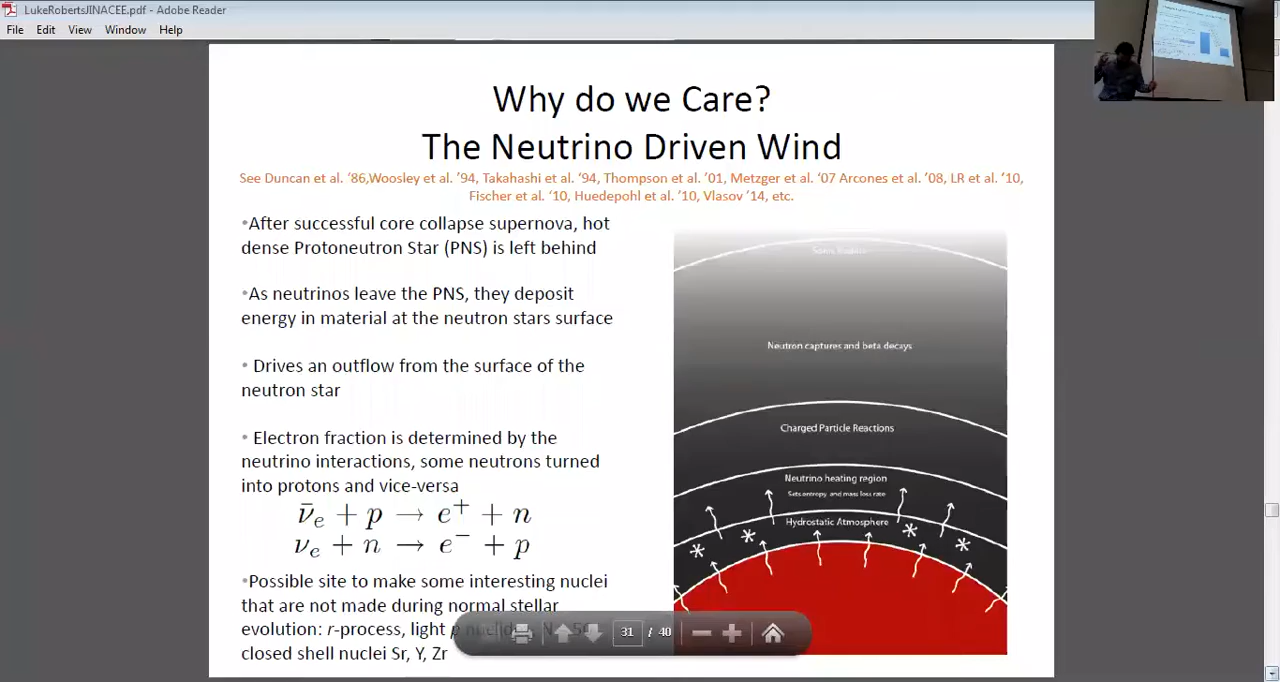 LukeRobertsJINACEE.pdf - Adobe Reader
File Edit View Window Help
Why do we Care?
The Neutrino Driven Wind
See Duncan et al. ‘86,Woosley et al. ’94, Takahashi et al. ‘94, Thompson et al. ’01, Metzger et al. ‘07 Arcones et al. ’08, LR et al. ’10,
Fischer et al. ‘10, Huedepohl et al. ’10, Vlasov ’14, etc.
•After successful core collapse supernova, hot
dense Protoneutron Star (PNS) is left behind
•As neutrinos leave the PNS, they deposit
energy in material at the neutron stars surface
• Drives an outflow from the surface of the
neutron star
• Electron fraction is determined by the
neutrino interactions, some neutrons turned
into protons and vice-versa
ν̄ₑ + p → e⁺ + n
νₑ + n → e⁻ + p
•Possible site to make some interesting nuclei
that are not made during normal stellar
evolution: r-process, light p
closed shell nuclei Sr, Y, Zr
Neutron captures and beta decays
Charged Particle Reactions
Neutrino heating region
Sets entropy and mass loss rate
Hydrostatic Atmosphere
31 / 40